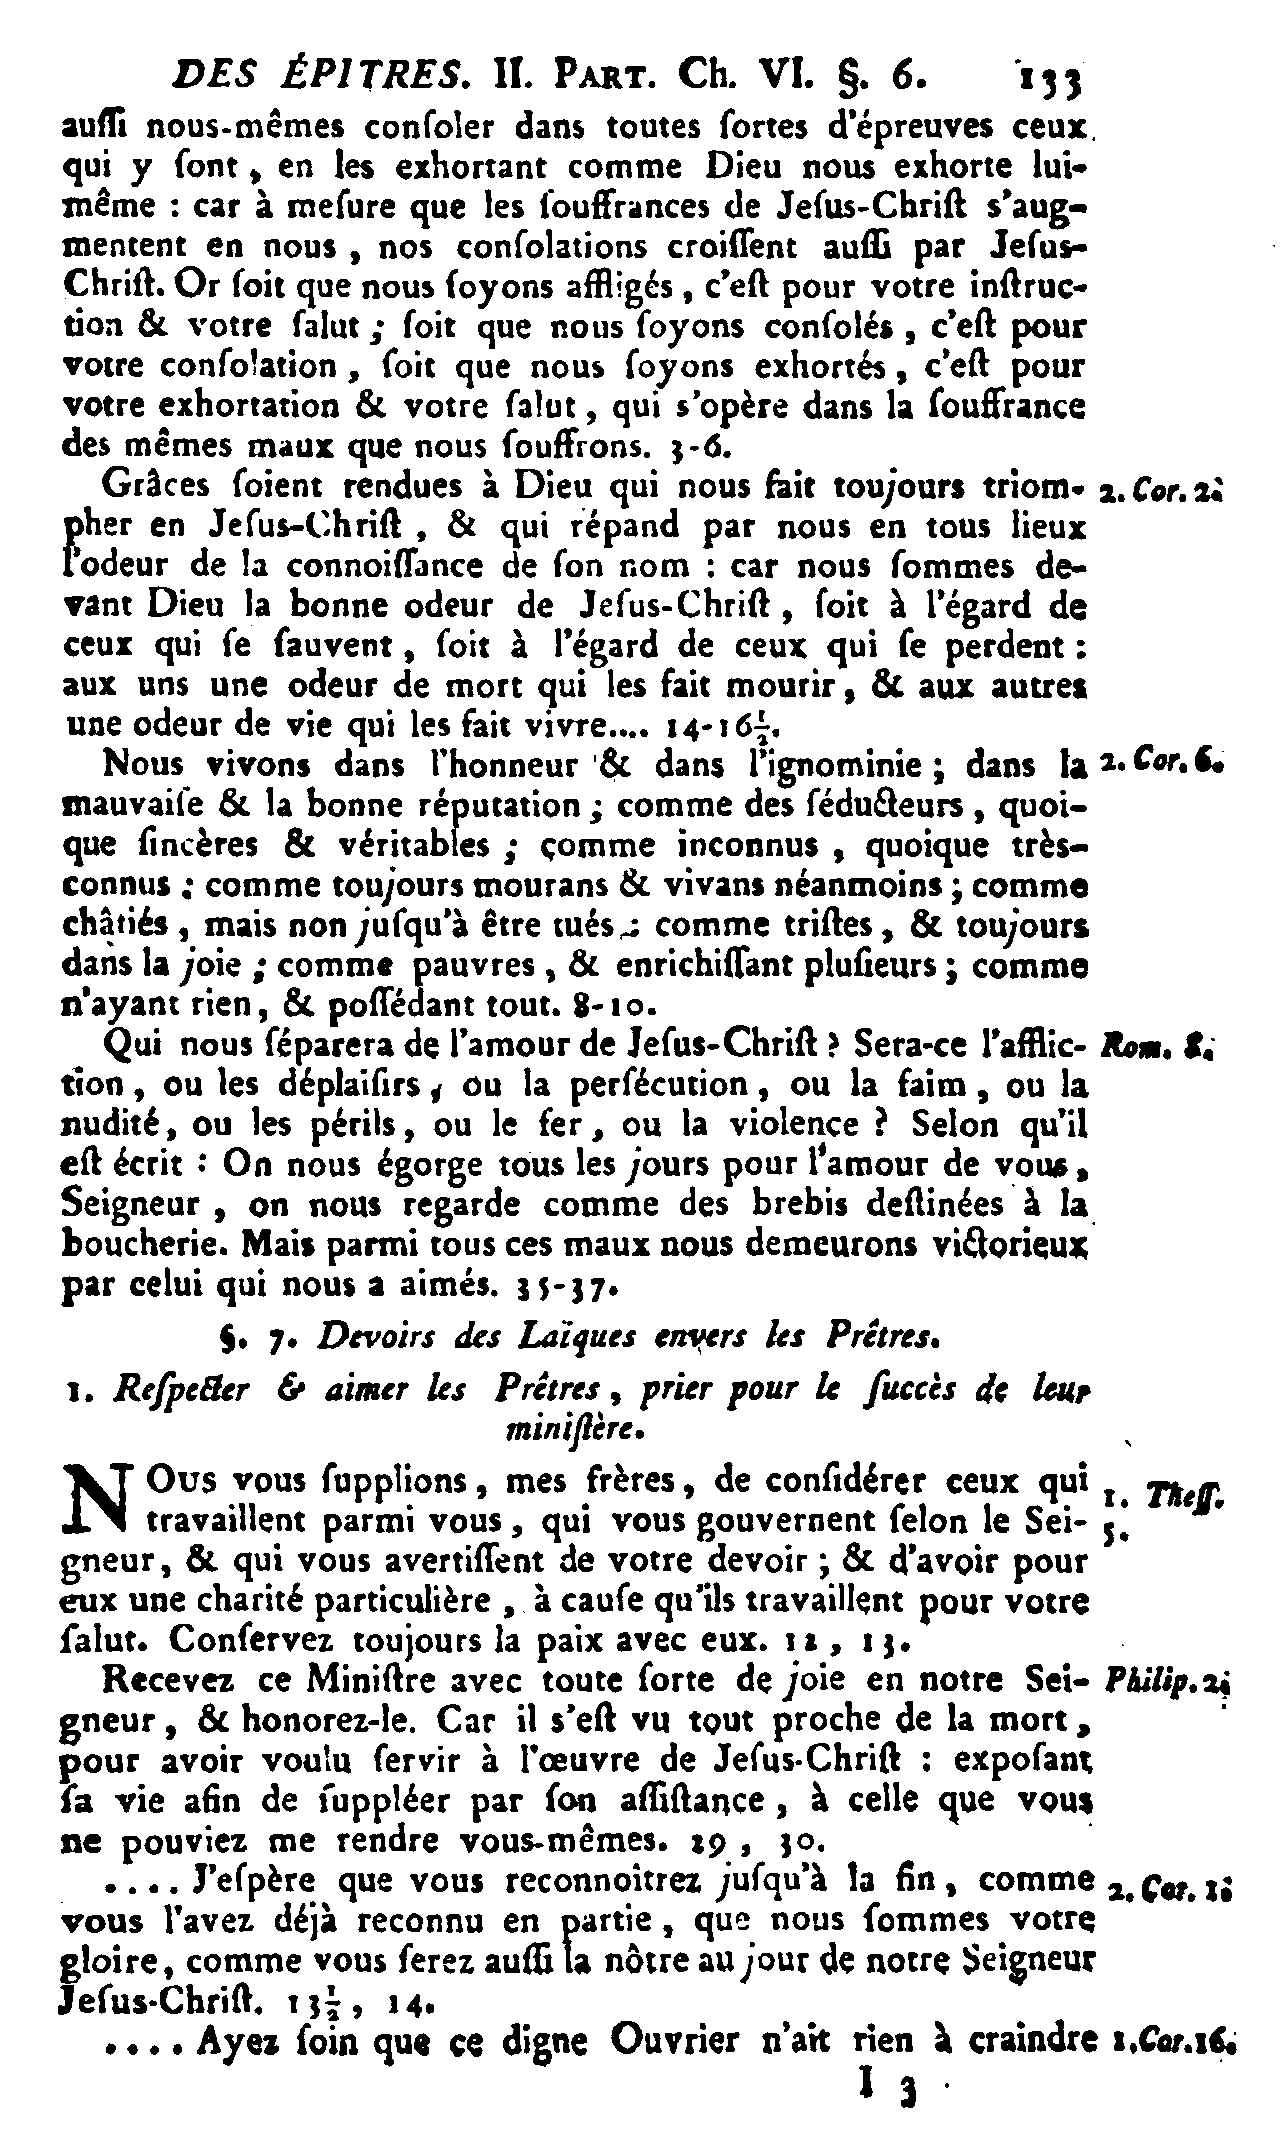 DES ÉPITRES. II. PART. Ch. VI. §. 6. 133
auſſi nous-mêmes conſoler dans toutes ſortes d'épreuves ceux
qui y ſont, en les exhortant comme Dieu nous exhorte lui-
même : car à meſure que les ſouffrances de Jeſus-Chriſt s'aug-
mentent en nous, nos conſolations croiſſent auſſi par Jeſus-
Chriſt. Or ſoit que nous ſoyons affligés, c'eſt pour votre inſtruc-
tion & votre ſalut ; ſoit que nous ſoyons conſolés, c'eſt pour
votre conſolation, ſoit que nous ſoyons exhortés, c'eſt pour
votre exhortation & votre ſalut, qui s'opère dans la ſouffrance
des mêmes maux que nous ſouffrons. 3-6.
Grâces ſoient rendues à Dieu qui nous fait toujours triom- 2. Cor. 2.
pher en Jeſus-Chriſt, & qui répand par nous en tous lieux
l'odeur de la connoiſſance de ſon nom : car nous ſommes de-
vant Dieu la bonne odeur de Jeſus-Chriſt, ſoit à l'égard de
ceux qui ſe ſauvent, ſoit à l'égard de ceux qui ſe perdent :
aux uns une odeur de mort qui les fait mourir, & aux autres
une odeur de vie qui les fait vivre.... 14-16½.
Nous vivons dans l'honneur & dans l'ignominie ; dans la 2. Cor. 6.
mauvaiſe & la bonne réputation ; comme des ſéducteurs, quoi-
que ſincères & véritables ; comme inconnus, quoique très-
connus ; comme toujours mourans & vivans néanmoins ; comme
châtiés, mais non juſqu'à être tués ; comme triſtes, & toujours
dans la joie ; comme pauvres, & enrichiſſant pluſieurs ; comme
n'ayant rien, & poſſédant tout. 8-10.
Qui nous ſéparera de l'amour de Jeſus-Chriſt ? Sera-ce l'afflic- Rom. 8.
tion, ou les déplaiſirs, ou la perſécution, ou la faim, ou la
nudité, ou les périls, ou le fer, ou la violence ? Selon qu'il
eſt écrit : On nous égorge tous les jours pour l'amour de vous,
Seigneur, on nous regarde comme des brebis deſtinées à la
boucherie. Mais parmi tous ces maux nous demeurons victorieux
par celui qui nous a aimés. 35-37.
§. 7. Devoirs des Laïques envers les Prêtres.
1. Reſpecter & aimer les Prêtres, prier pour le ſuccès de leur
miniſtère.
NOUS vous ſupplions, mes frères, de conſidérer ceux qui 1. Theſſ.
travaillent parmi vous, qui vous gouvernent ſelon le Sei- 5.
gneur, & qui vous avertiſſent de votre devoir ; & d'avoir pour
eux une charité particulière, à cauſe qu'ils travaillent pour votre
ſalut. Conſervez toujours la paix avec eux. 12, 13.
Recevez ce Miniſtre avec toute ſorte de joie en notre Sei- Philip. 2.
gneur, & honorez-le. Car il s'eſt vu tout proche de la mort,
pour avoir voulu ſervir à l'œuvre de Jeſus-Chriſt : expoſant
ſa vie afin de ſuppléer par ſon aſſiſtance, à celle que vous
ne pouviez me rendre vous-mêmes. 29, 30.
.... J'eſpère que vous reconnoîtrez juſqu'à la fin, comme 2. Cor. 1.
vous l'avez déjà reconnu en partie, que nous ſommes votre
gloire, comme vous ſerez auſſi la nôtre au jour de notre Seigneur
Jeſus-Chriſt. 13½, 14.
.... Ayez ſoin que ce digne Ouvrier n'ait rien à craindre 1. Cor. 16.
I 3